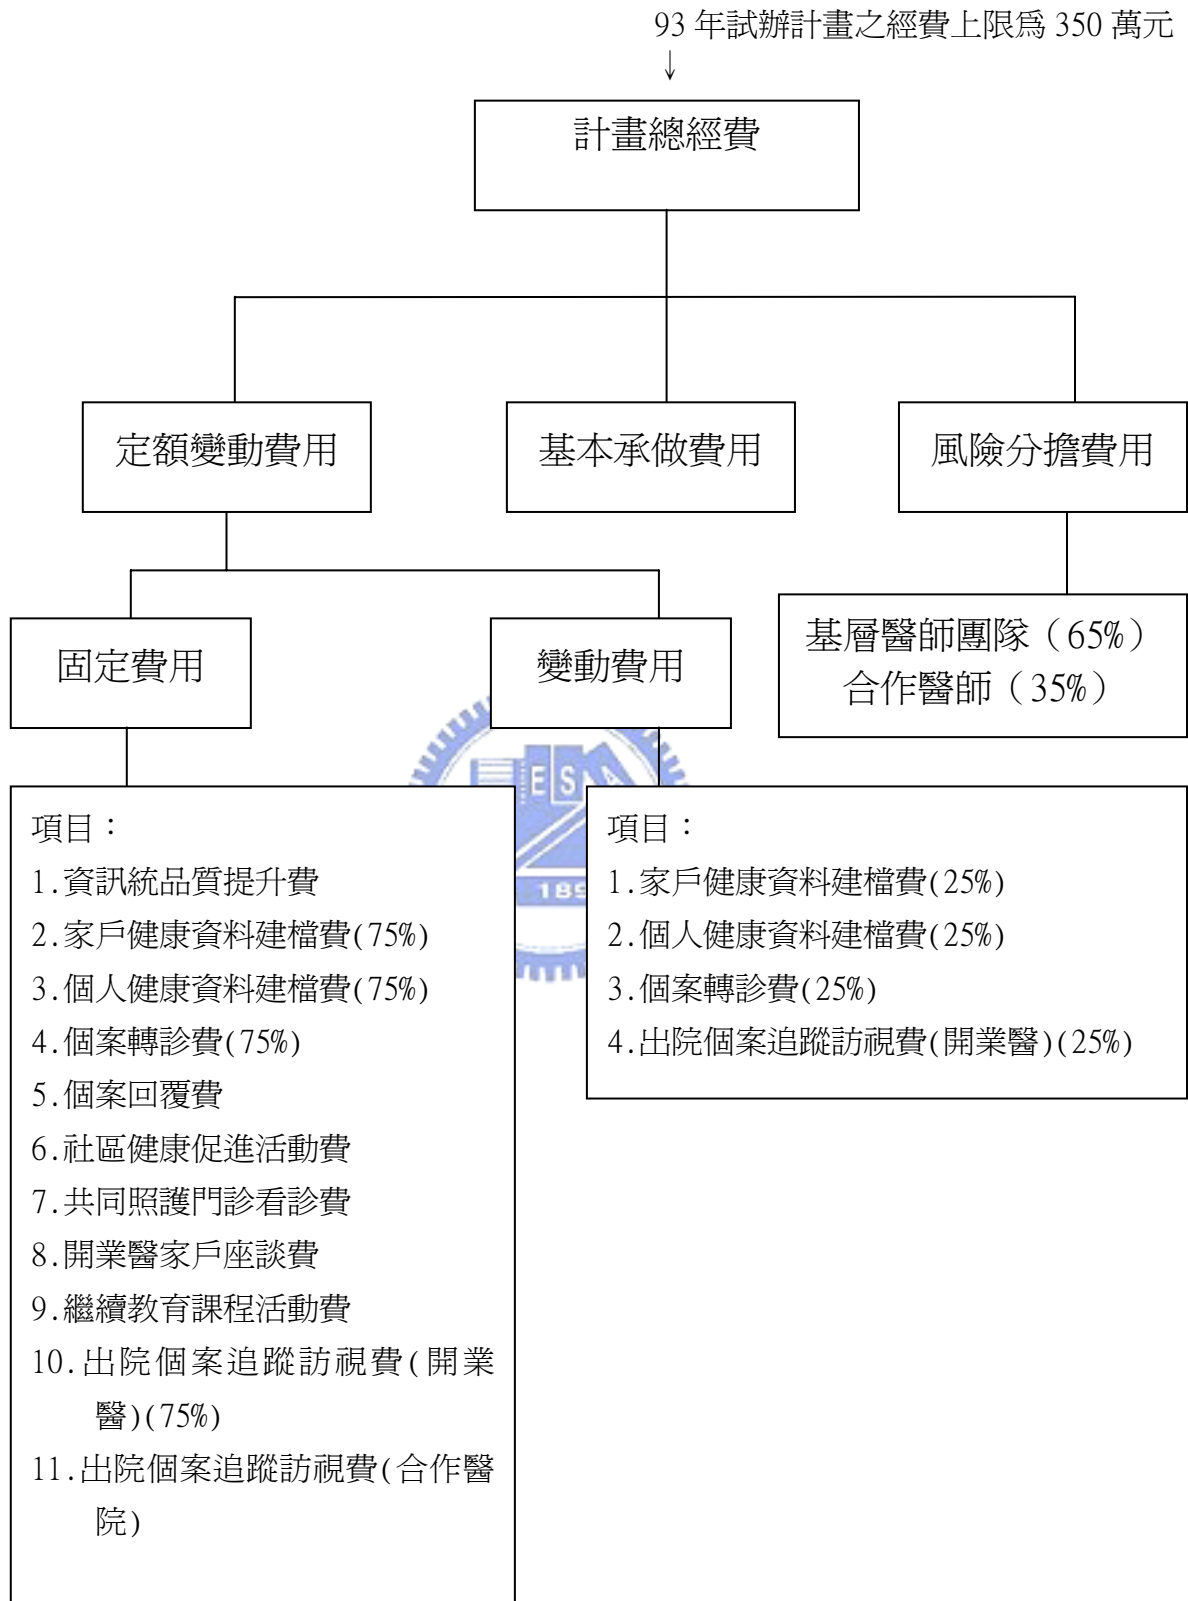 93 年試辦計畫之經費上限為 350 萬元
↓
計畫總經費
定額變動費用
基本承做費用
風險分擔費用
固定費用
變動費用
基層醫師團隊（65%）
合作醫師（35%）
項目：
1.資訊統品質提升費
2.家戶健康資料建檔費(75%)
3.個人健康資料建檔費(75%)
4.個案轉診費(75%)
5.個案回覆費
6.社區健康促進活動費
7.共同照護門診看診費
8.開業醫家戶座談費
9.繼續教育課程活動費
10.出院個案追蹤訪視費(開業
醫)(75%)
11.出院個案追蹤訪視費(合作醫
院)
項目：
1.家戶健康資料建檔費(25%)
2.個人健康資料建檔費(25%)
3.個案轉診費(25%)
4.出院個案追蹤訪視費(開業醫)(25%)
E S
189